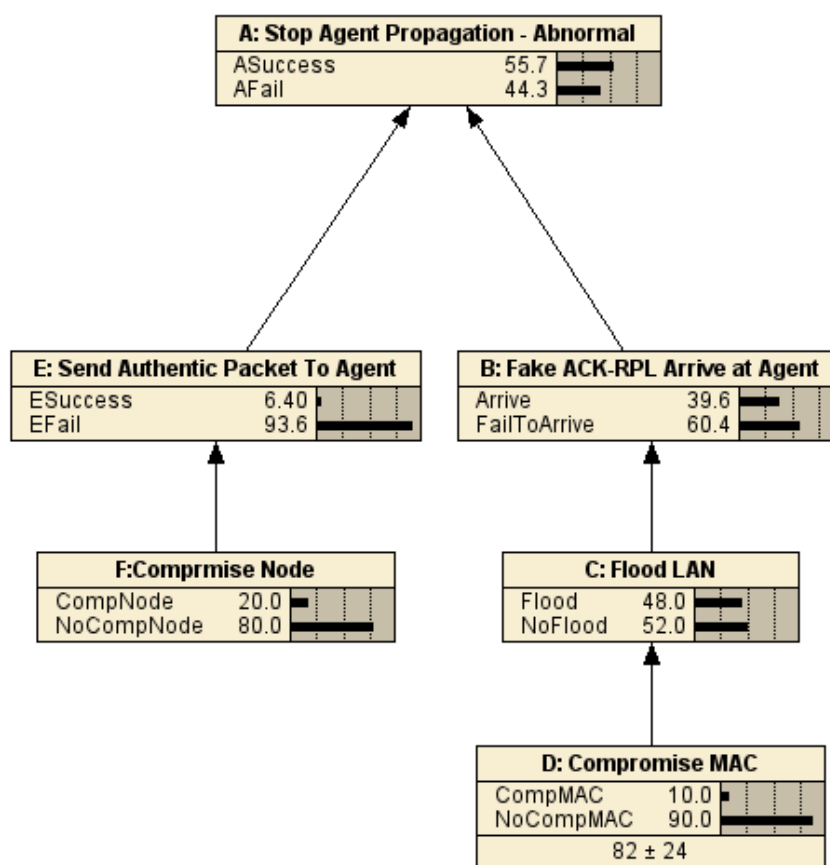 A: Stop Agent Propagation - Abnormal
ASuccess 55.7
AFail 44.3
E: Send Authentic Packet To Agent
ESuccess 6.40
EFail 93.6
B: Fake ACK-RPL Arrive at Agent
Arrive 39.6
FailToArrive 60.4
F:Comprmise Node
CompNode 20.0
NoCompNode 80.0
C: Flood LAN
Flood 48.0
NoFlood 52.0
D: Compromise MAC
CompMAC 10.0
NoCompMAC 90.0
82 ± 24